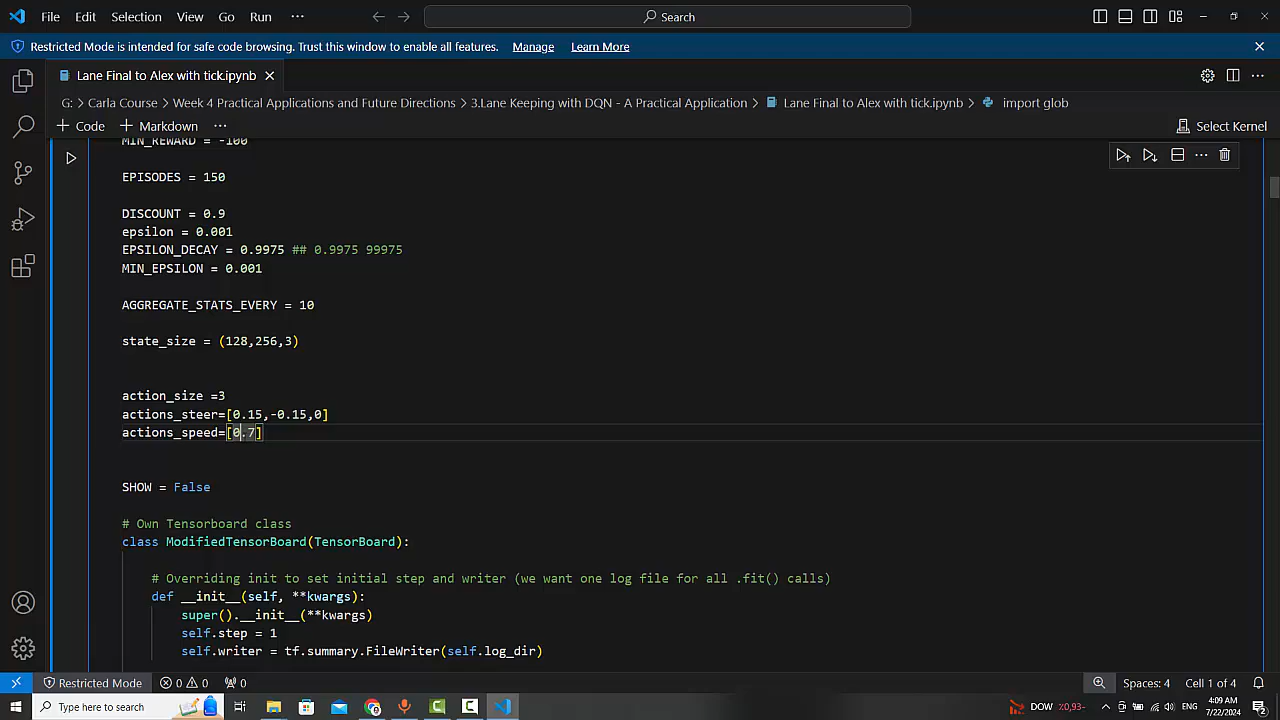 File Edit Selection View Go Run ··· Search
Restricted Mode is intended for safe code browsing. Trust this window to enable all features. Manage Learn More
Lane Final to Alex with tick.ipynb
G: > Carla Course > Week 4 Practical Applications and Future Directions > 3.Lane Keeping with DQN - A Practical Application > Lane Final to Alex with tick.ipynb > import glob
+ Code + Markdown ··· Select Kernel
MIN_REWARD = -100
EPISODES = 150
DISCOUNT = 0.9
epsilon = 0.001
EPSILON_DECAY = 0.9975 ## 0.9975 99975
MIN_EPSILON = 0.001
AGGREGATE_STATS_EVERY = 10
state_size = (128,256,3)
action_size =3
actions_steer=[0.15,-0.15,0]
actions_speed=[0.7]
SHOW = False
# Own Tensorboard class
class ModifiedTensorBoard(TensorBoard):
# Overriding init to set initial step and writer (we want one log file for all .fit() calls)
def __init__(self, **kwargs):
super().__init__(**kwargs)
self.step = 1
self.writer = tf.summary.FileWriter(self.log_dir)
Restricted Mode 0 0 0 Spaces: 4 Cell 1 of 4
Type here to search DOW +0,93% ENG 4:09 AM
7/22/2024 2